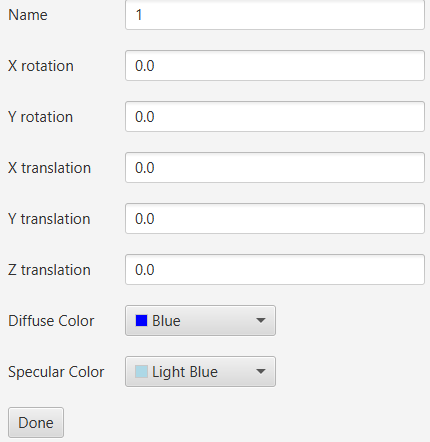 Name 1
X rotation 0.0
Y rotation 0.0
X translation 0.0
Y translation 0.0
Z translation 0.0
Diffuse Color Blue
Specular Color Light Blue
Done